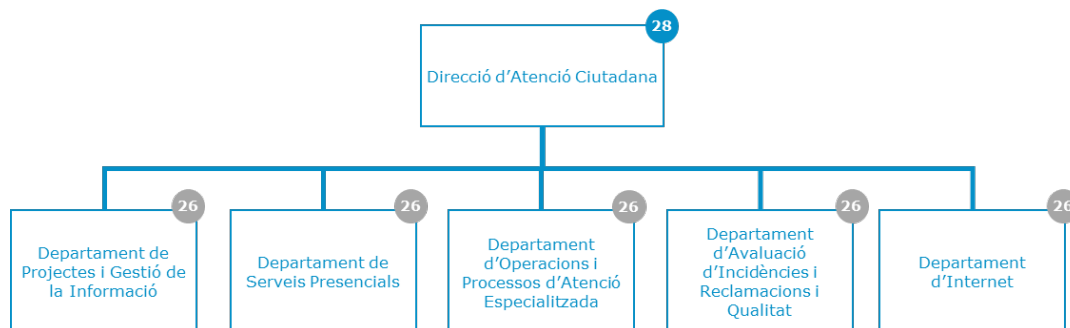 28
Direcció d’Atenció Ciutadana
26
26
26
26
26
Departament de
Projectes i Gestió de
la Informació
Departament de
Serveis Presencials
Departament
d’Operacions i
Processos d’Atenció
Especialitzada
Departament
d’Avaluació
d’Incidències i
Reclamacions i
Qualitat
Departament
d’Internet